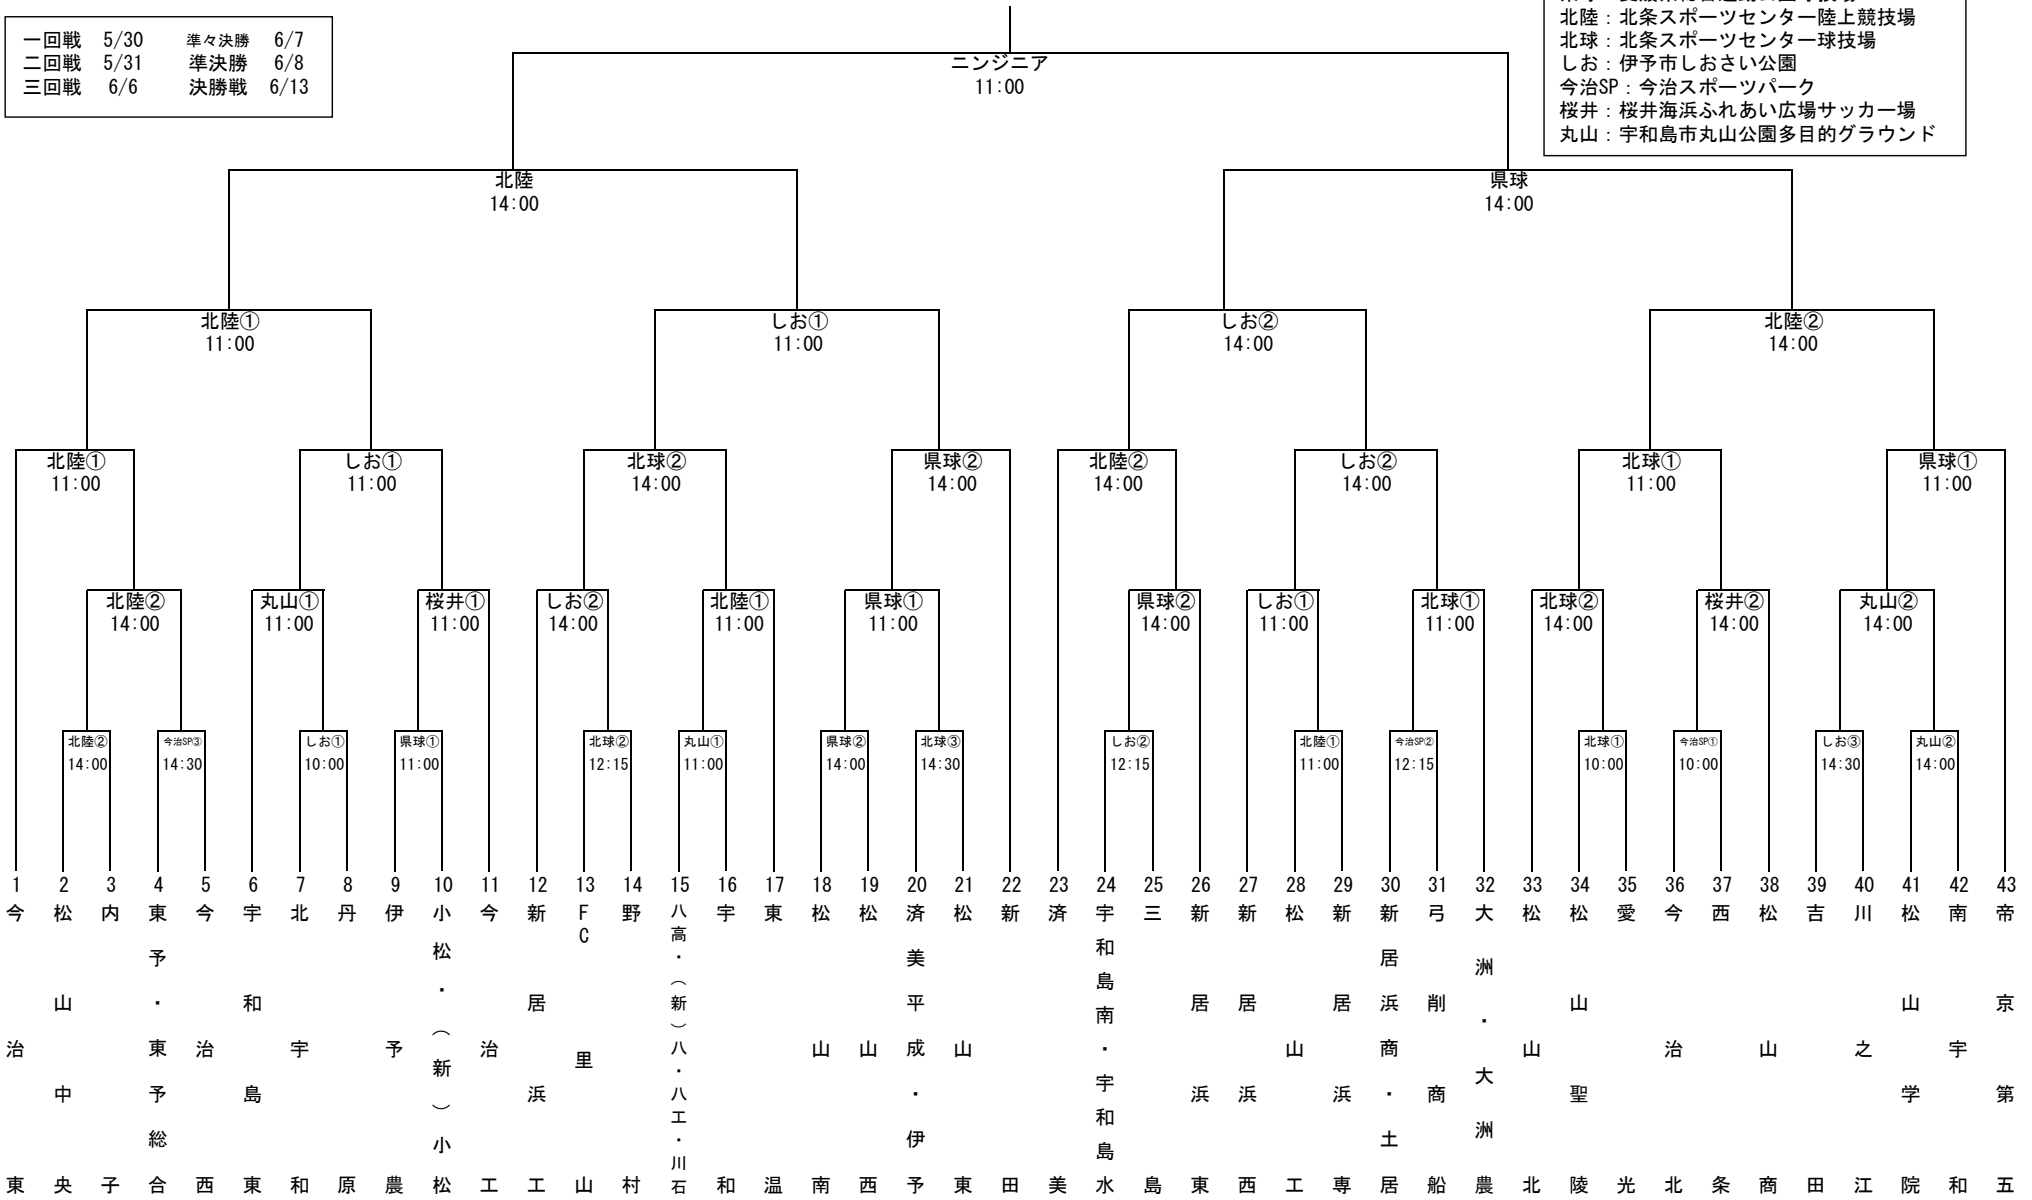 一回戦 5/30 準々決勝 6/7
二回戦 5/31 準決勝 6/8
三回戦 6/6 決勝戦 6/13
北陸：北条スポーツセンター陸上競技場
北球：北条スポーツセンター球技場
しお：伊予市しおさい公園
今治SP：今治スポーツパーク
桜井：桜井海浜ふれあい広場サッカー場
丸山：宇和島市丸山公園多目的グラウンド
ニンジニア
11:00
北陸 県球
14:00 14:00
北陸① しお① しお② 北陸②
11:00 11:00 14:00 14:00
北陸① しお① 北球② 県球② 北陸② しお② 北球① 県球①
11:00 11:00 14:00 14:00 14:00 14:00 11:00 11:00
北陸② 丸山① 桜井① しお② 北陸① 県球① 県球② しお① 北球① 北球② 桜井② 丸山②
14:00 11:00 11:00 14:00 11:00 11:00 14:00 11:00 11:00 14:00 14:00 14:00
北陸② 今治SP③ しお① 県球① 北球② 丸山① 県球② 北球③ しお② 北陸① 今治SP② 北球① 今治SP① しお③ 丸山②
14:00 14:30 10:00 11:00 12:15 11:00 14:00 14:30 12:15 11:00 12:15 10:00 10:00 14:30 14:00
1 今治東
2 松山中央
3 内子
4 東予・東予総合
5 今治西
6 宇和島東
7 北宇和
8 丹原
9 伊予農
10 小松・（新）小松
11 今治工
12 新居浜工
13 FC里山
14 野村
15 八高・（新）八・八工・川石
16 宇和
17 東温
18 松山南
19 松山西
20 済美平成・伊予
21 松山東
22 新田
23 済美
24 宇和島南・宇和島水
25 三島
26 新居浜東
27 新居浜西
28 松山工
29 新居浜専
30 新居浜商・土居
31 弓削商船
32 大洲・大洲農
33 松山北
34 松山聖陵
35 愛光
36 今治北
37 西条
38 松山商
39 吉田
40 川之江
41 松山学院
42 南宇和
43 帝京第五